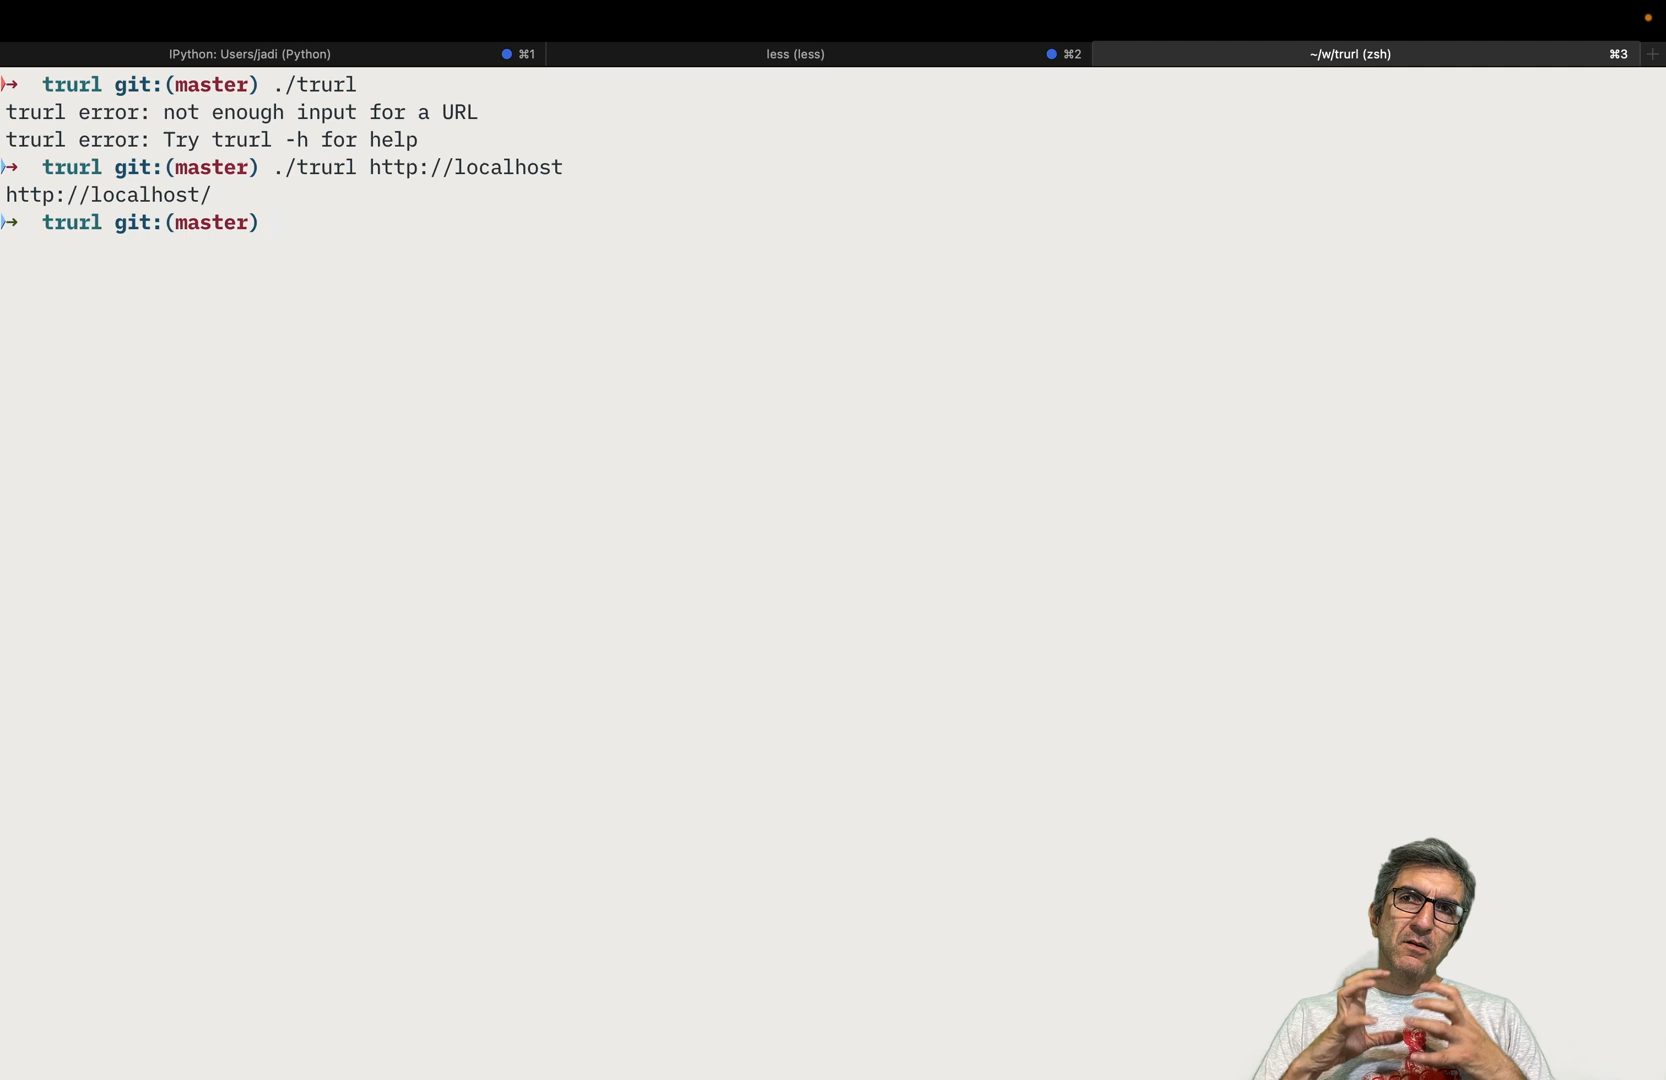 IPython: Users/jadi (Python) ⌘1 less (less) ⌘2 ~/w/trurl (zsh) ⌘3 +
→ trurl git:(master) ./trurl
trurl error: not enough input for a URL
trurl error: Try trurl -h for help
→ trurl git:(master) ./trurl http://localhost
http://localhost/
→ trurl git:(master)